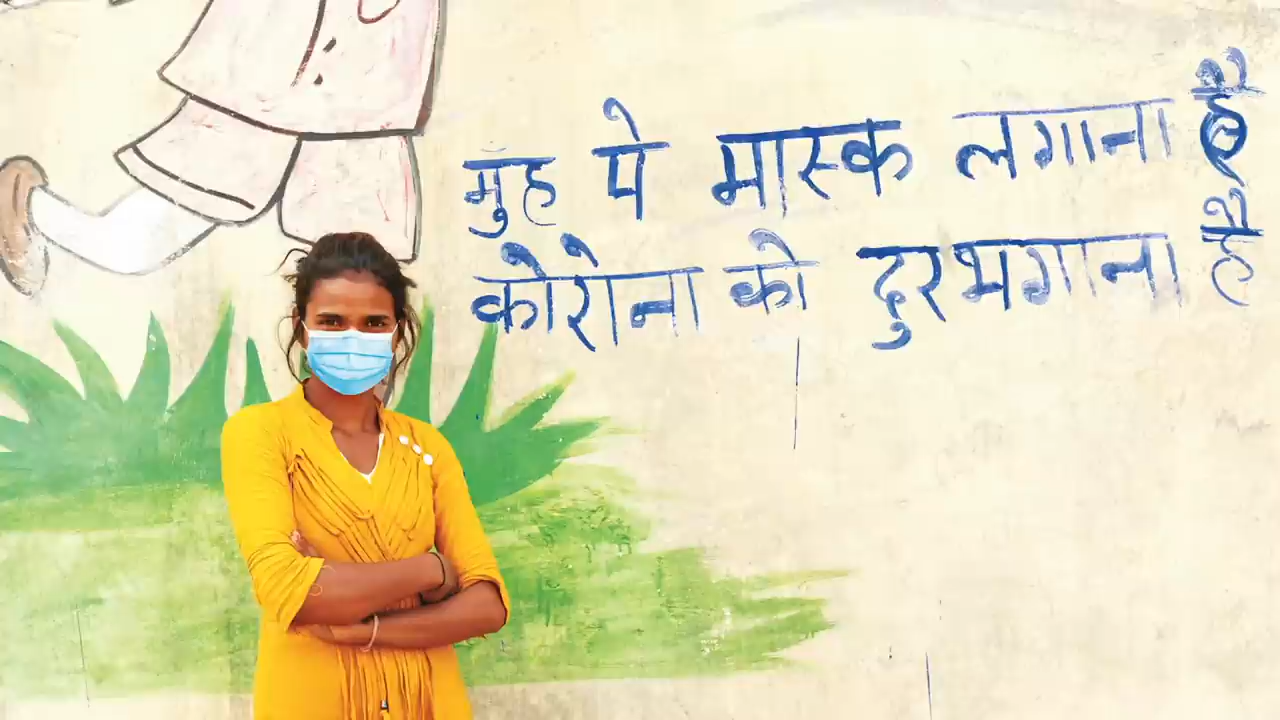 मुँह पे मास्क लगाना है
कोरोना को दुरभगाना है